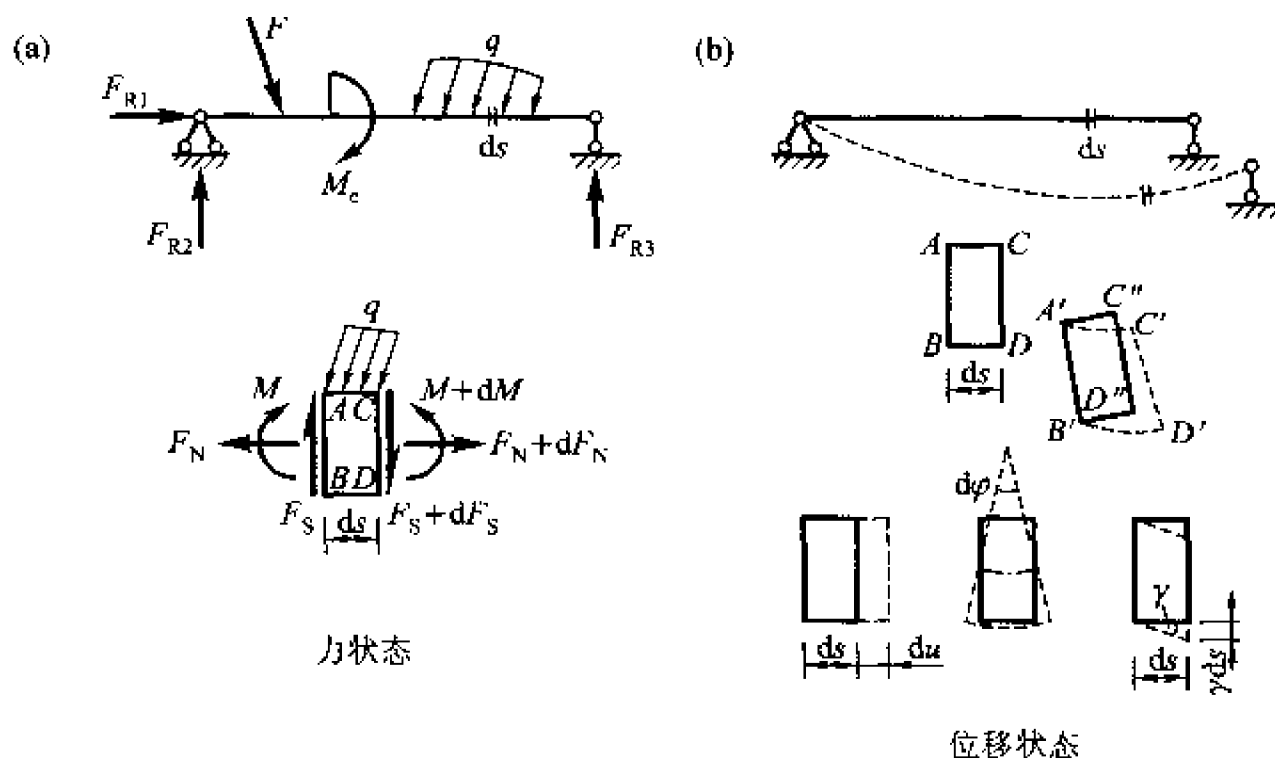 (a)
F
q
F_R1
ds
M_e
F_R2
F_R3
q
M
M+dM
A C
F_N
F_N+dF_N
B D
F_S
ds
F_S+dF_S
力状态
(b)
ds
A
C
A'
C''
C'
B
D
D''
B'
D'
ds
dφ
γ
ds
du
ds
γds
位移状态